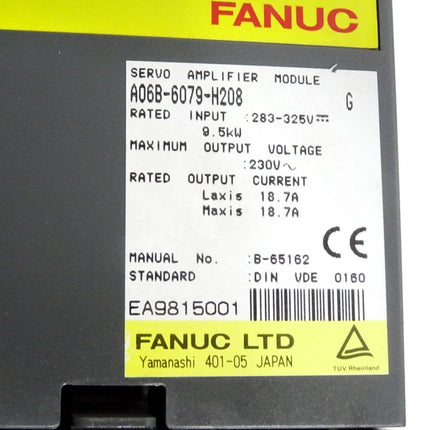 FANUC
SERVO AMPLIFIER MODULE
A06B-6079-H208 G
RATED INPUT :283-325V⎓
9.5kW
MAXIMUM OUTPUT VOLTAGE
:230V~
RATED OUTPUT CURRENT
Laxis 18.7A
Maxis 18.7A
CE
MANUAL No. :B-65162
STANDARD :DIN VDE 0160
EA9815001
FANUC LTD
Yamanashi 401-05 JAPAN
TÜV Rheinland